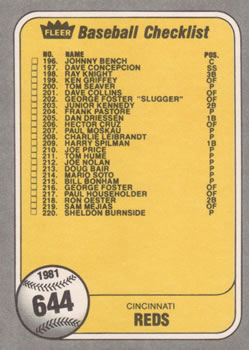 FLEER Baseball Checklist
NO. NAME POS.
196. JOHNNY BENCH C
197. DAVE CONCEPCION SS
198. RAY KNIGHT 3B
199. KEN GRIFFEY OF
200. TOM SEAVER P
201. DAVE COLLINS OF
202. GEORGE FOSTER "SLUGGER" OF
203. JUNIOR KENNEDY 2B
204. FRANK PASTORE P
205. DAN DRIESSEN 1B
206. HECTOR CRUZ OF
207. PAUL MOSKAU P
208. CHARLIE LEIBRANDT P
209. HARRY SPILMAN 1B
210. JOE PRICE P
211. TOM HUME P
212. JOE NOLAN C
213. DOUG BAIR P
214. MARIO SOTO P
215. BILL BONHAM P
216. GEORGE FOSTER OF
217. PAUL HOUSEHOLDER OF
218. RON OESTER 2B
219. SAM MEJIAS OF
220. SHELDON BURNSIDE P
1981
644
CINCINNATI
REDS